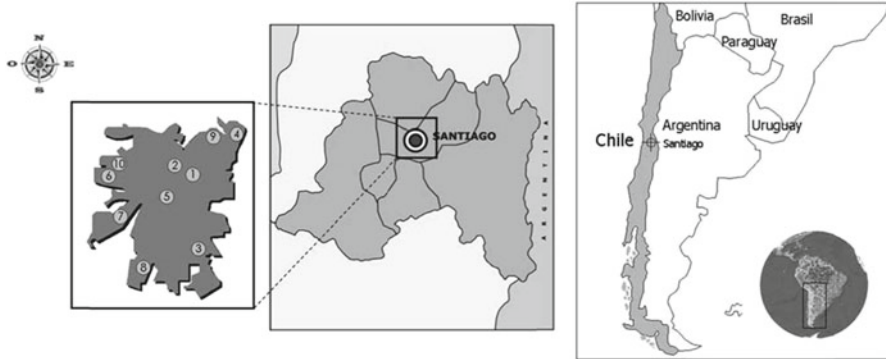 O E
S
9 4
2
10 1
6
5
7
3
8
SANTIAGO
ARGENTINA
Bolivia Brasil
Paraguay
Argentina Uruguay
Chile Santiago